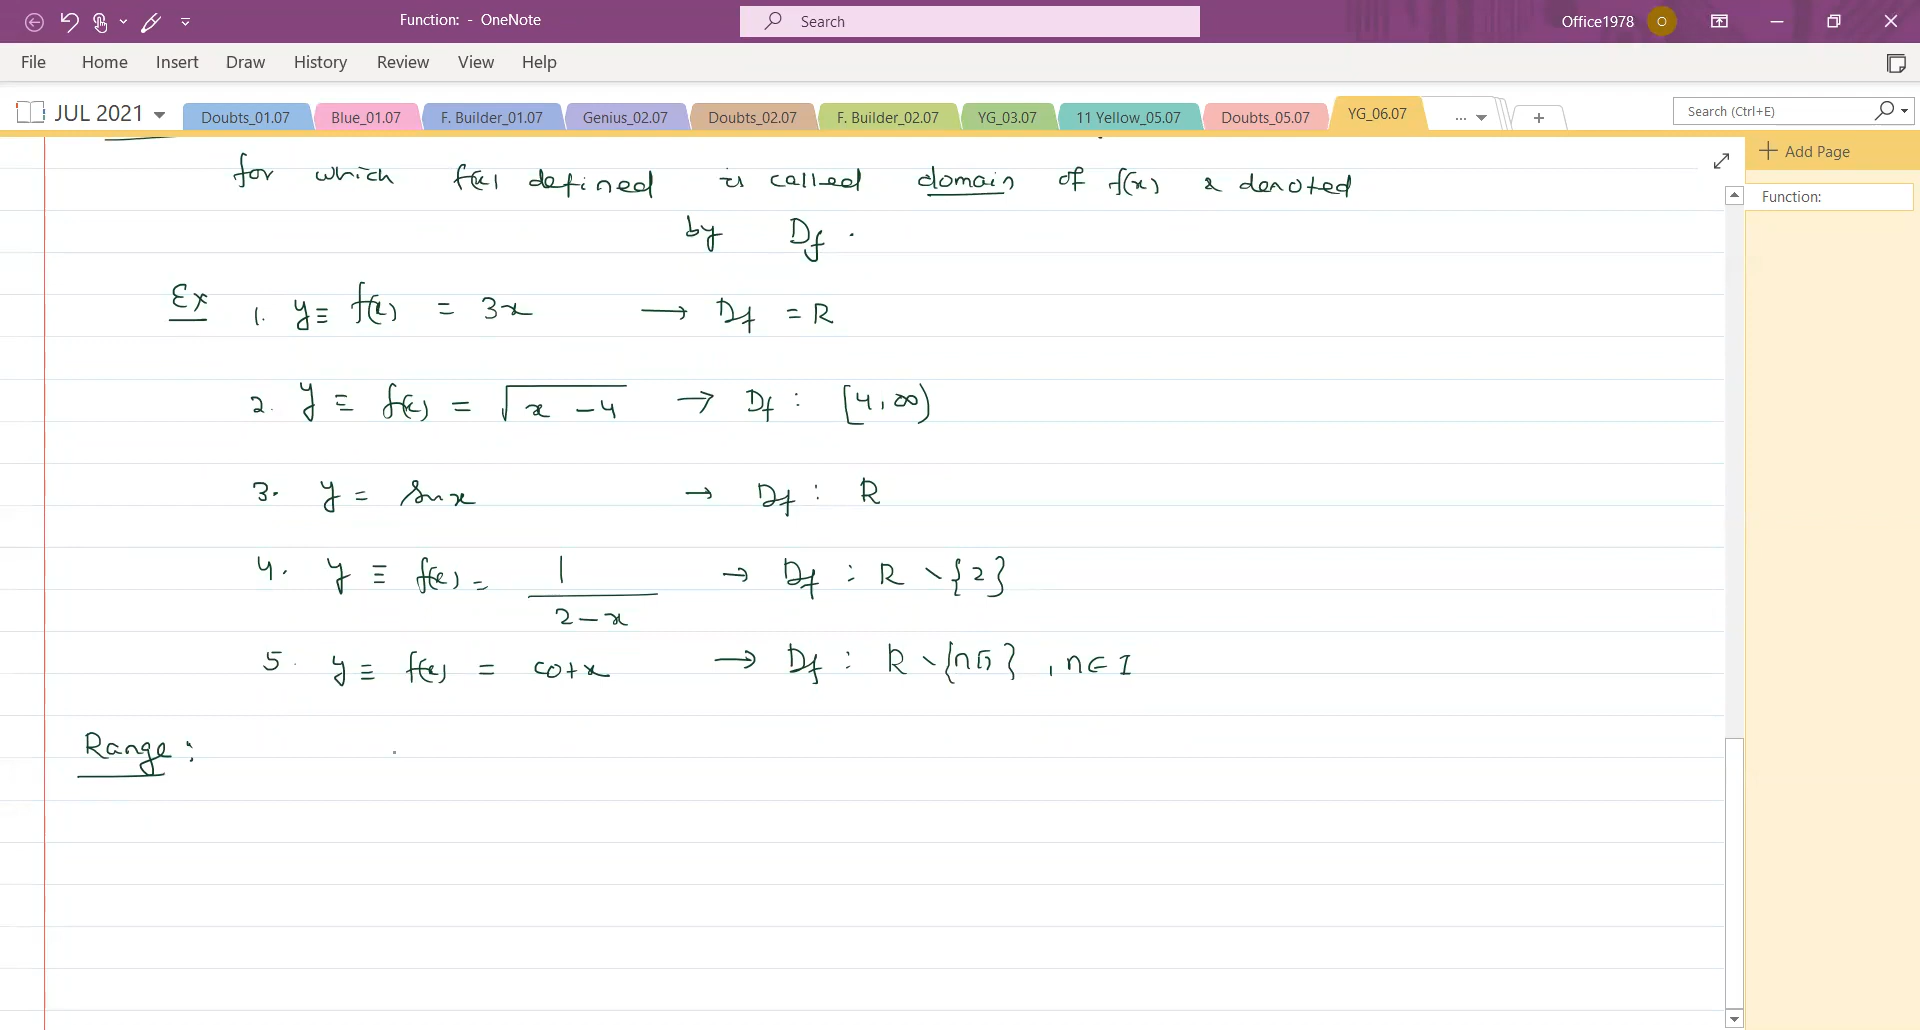 Function: - OneNote
Search
Office1978
O
File Home Insert Draw History Review View Help
JUL 2021
Doubts_01.07 Blue_01.07 F. Builder_01.07 Genius_02.07 Doubts_02.07 F. Builder_02.07 YG_03.07 11 Yellow_05.07 Doubts_05.07 YG_06.07 ... +
Search (Ctrl+E)
+ Add Page
Function:
for which f(x) defined is called domain of f(x) & denoted
by Df .
Ex 1. y ≡ f(x) = 3x → Df = R
2. y ≡ f(x) = √(x - 4) → Df : [4, ∞)
3. y = sin x → Df : R
4. y ≡ f(x) = 1/(2 - x) → Df : R \ {2}
5. y ≡ f(x) = cot x → Df : R \ {nπ} , n ∈ I
Range :